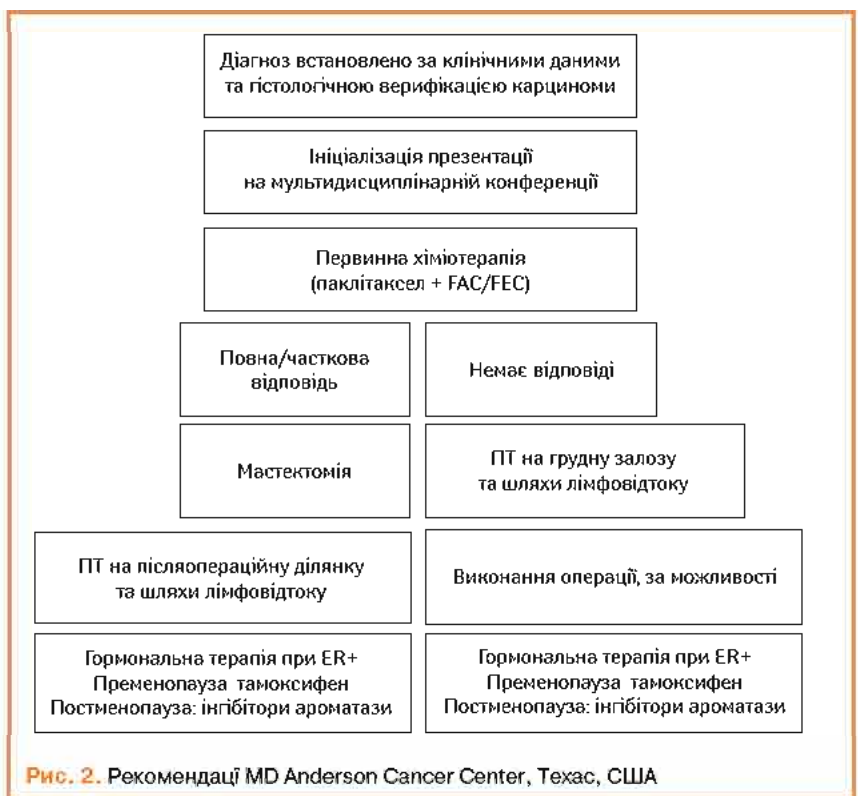 Діагноз встановлено за клінічними даними
та гістологічною верифікацією карциноми
Ініціалізація презентації
на мультидисциплінарній конференції
Первинна хіміотерапія
(паклітаксел + FAC/FEC)
Повна/часткова
відповідь
Немає відповіді
Мастектомія
ПТ на грудну залозу
та шляхи лімфовідтоку
ПТ на післяопераційну ділянку
та шляхи лімфовідтоку
Виконання операції, за можливості
Гормональна терапія при ER+
Пременопауза тамоксифен
Постменопауза: інгібітори ароматази
Гормональна терапія при ER+
Пременопауза тамоксифен
Постменопауза: інгібітори ароматази
Рис. 2. Рекомендації MD Anderson Cancer Center, Техас, США